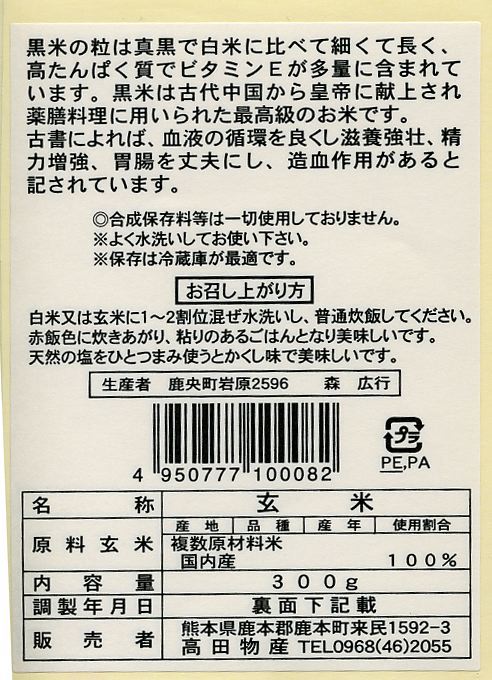 黒米の粒は真黒で白米に比べて細くて長く、
高たんぱく質でビタミンEが多量に含まれて
います。黒米は古代中国から皇帝に献上され
薬膳料理に用いられた最高級のお米です。
古書によれば、血液の循環を良くし滋養強壮、精
力増強、胃腸を丈夫にし、造血作用があると
記されています。
◎合成保存料等は一切使用しておりません。
※よく水洗いしてお使い下さい。
※保存は冷蔵庫が最適です。
お召し上がり方
白米又は玄米に1～2割位混ぜ水洗いし、普通炊飯してください。
赤飯色に炊きあがり、粘りのあるごはんとなり美味しいです。
天然の塩をひとつまみ使うとかくし味で美味しいです。
生産者 鹿央町岩原2596 森 広行
4 950777 100082
プラ
PE,PA
名称 玄米
産地 品種 産年 使用割合
原料玄米 複数原材料米
国内産 100%
内容量 300g
調製年月日 裏面下記載
販売者 熊本県鹿本郡鹿本町来民1592-3
高田物産 TEL0968(46)2055